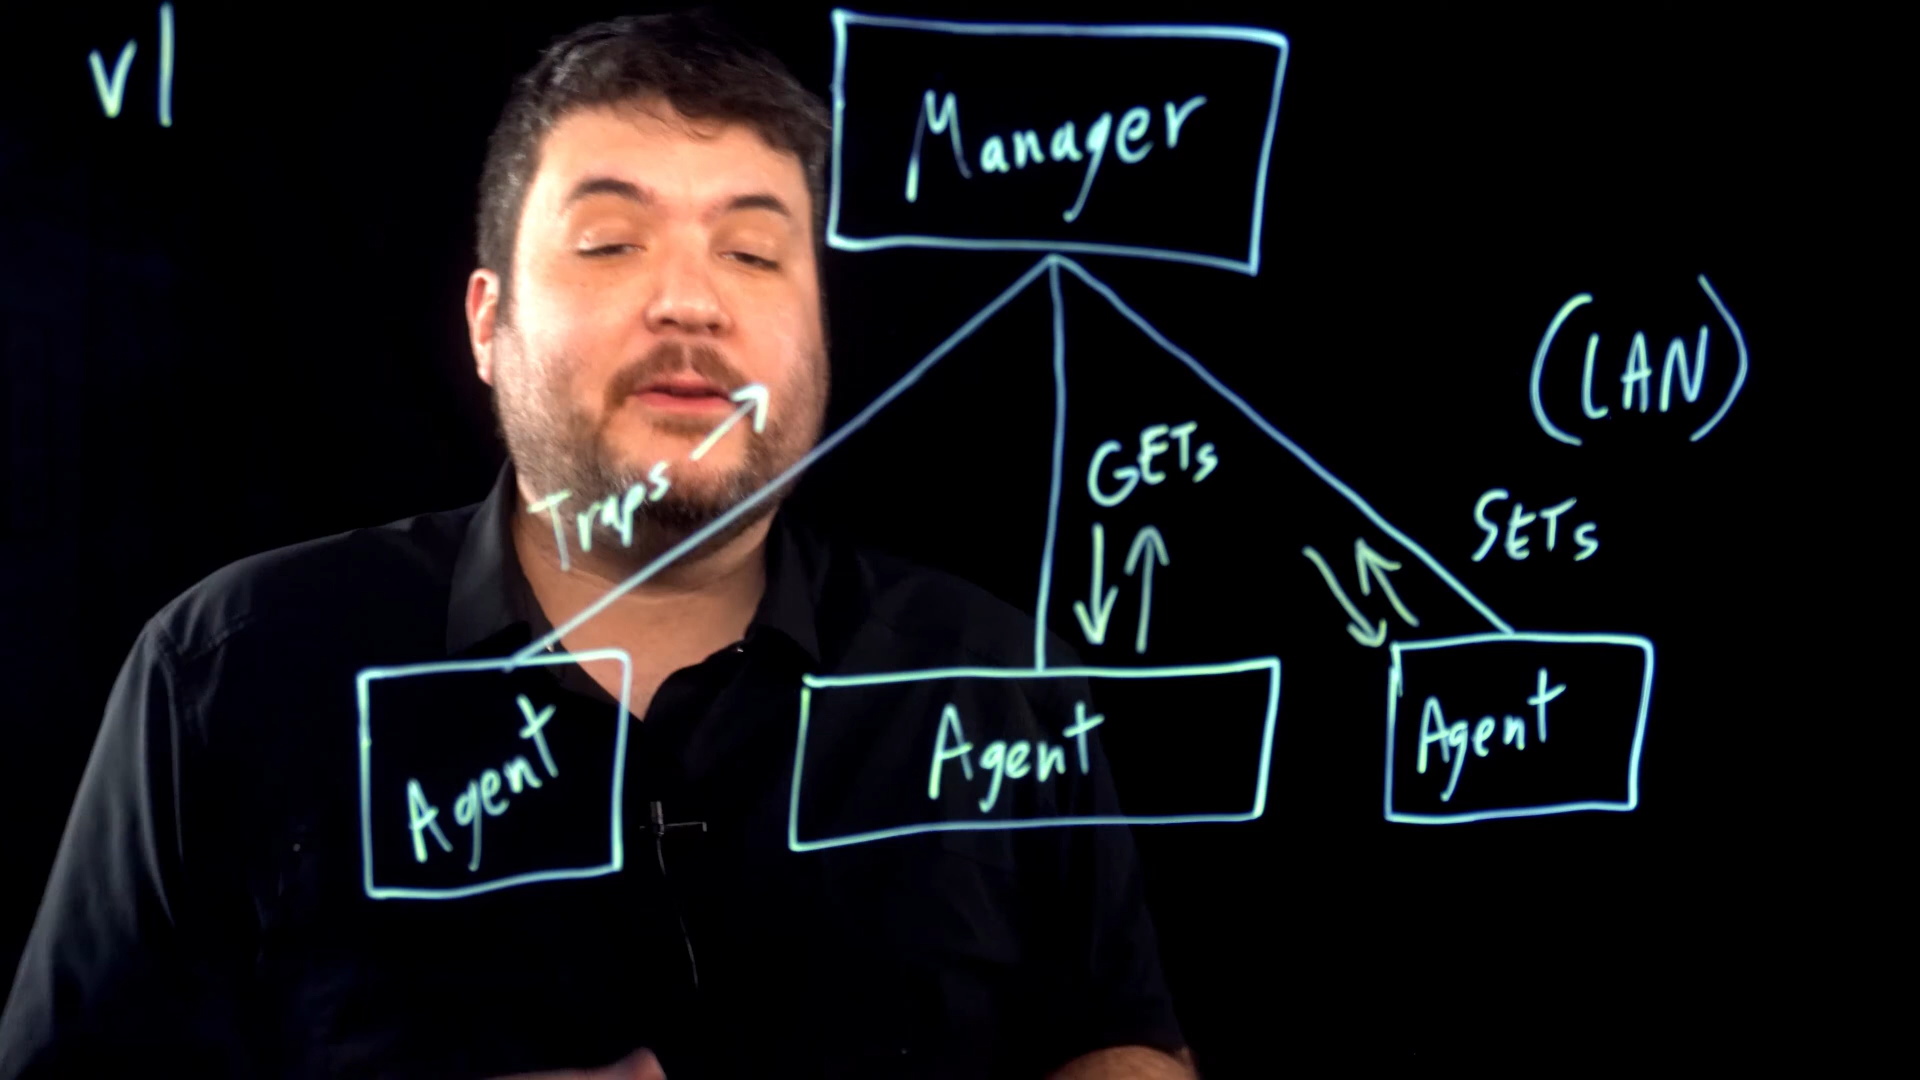 v1
Manager
(LAN)
GETs
Traps
SETs
Agent
Agent
Agent